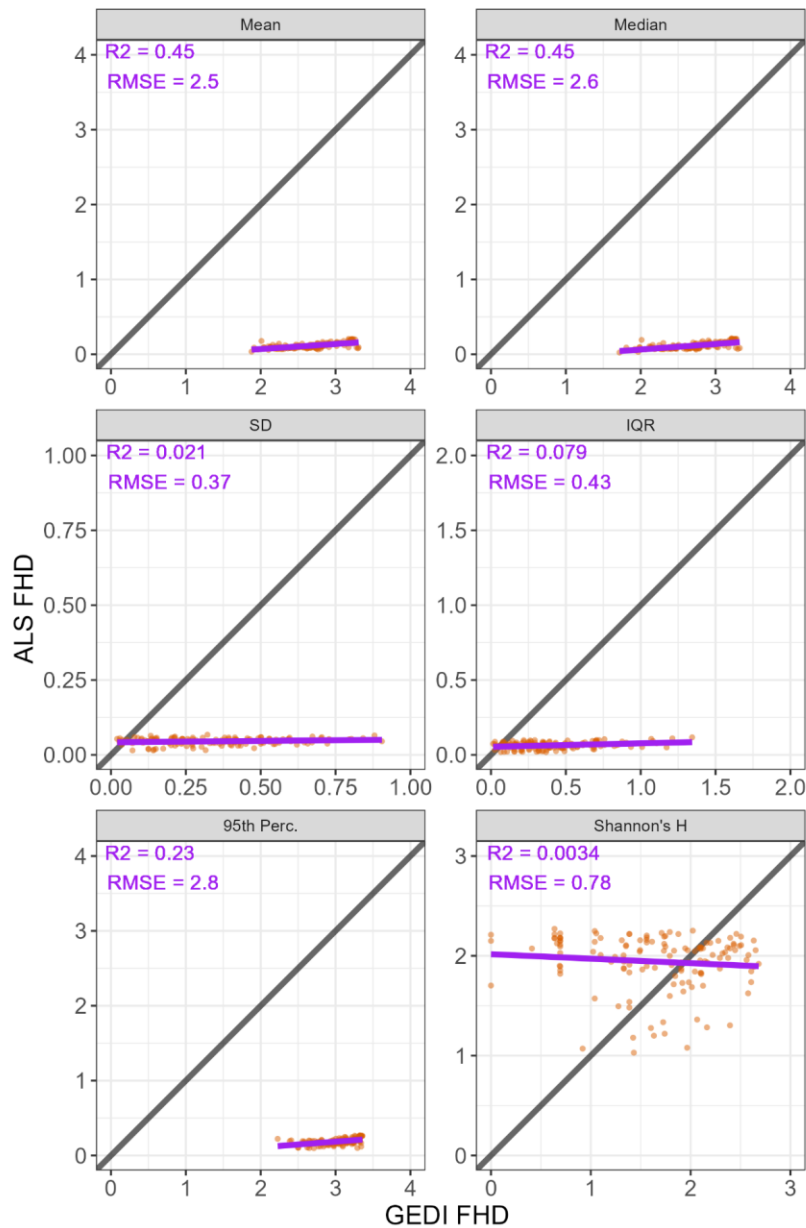 Mean
R2 = 0.45
RMSE = 2.5
4
3
2
1
0
0 1 2 3 4
Median
R2 = 0.45
RMSE = 2.6
4
3
2
1
0
0 1 2 3 4
SD
R2 = 0.021
RMSE = 0.37
1.00
0.75
0.50
0.25
0.00
0.00 0.25 0.50 0.75 1.00
IQR
R2 = 0.079
RMSE = 0.43
2.0
1.5
1.0
0.5
0.0
0.0 0.5 1.0 1.5 2.0
95th Perc.
R2 = 0.23
RMSE = 2.8
4
3
2
1
0
0 1 2 3 4
Shannon's H
R2 = 0.0034
RMSE = 0.78
3
2
1
0
0 1 2 3
ALS FHD
GEDI FHD